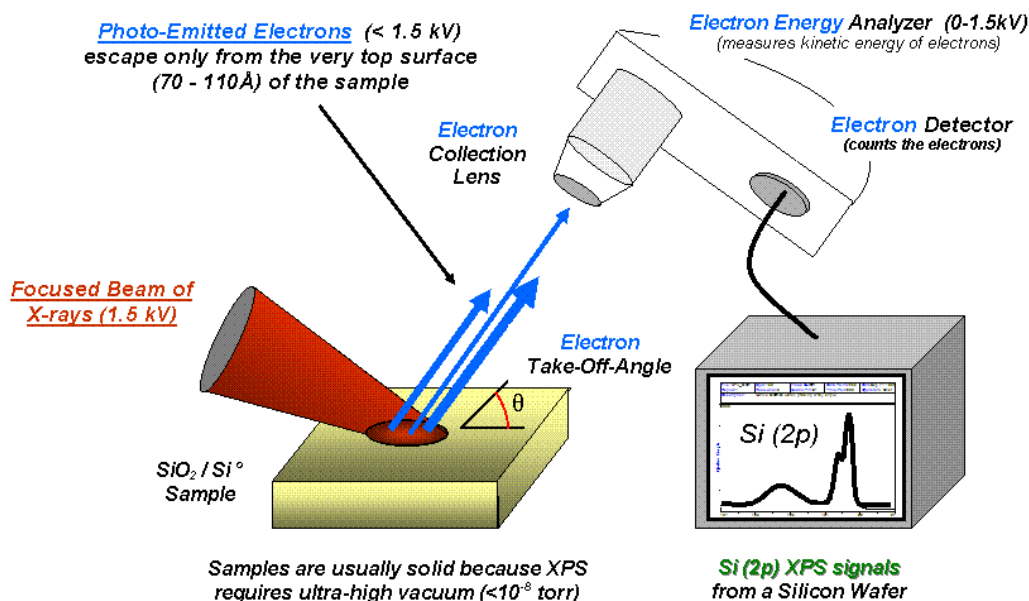 Photo-Emitted Electrons (< 1.5 kV)
escape only from the very top surface
(70 - 110Å) of the sample
Electron Energy Analyzer (0-1.5kV)
(measures kinetic energy of electrons)
Electron Detector
(counts the electrons)
Electron
Collection
Lens
Focused Beam of
X-rays (1.5 kV)
Electron
Take-Off-Angle
θ
Si (2p)
SiO₂ / Si°
Sample
Samples are usually solid because XPS
requires ultra-high vacuum (<10⁻⁸ torr)
Si (2p) XPS signals
from a Silicon Wafer